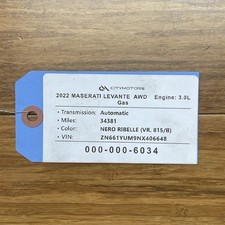 CITYMOTORS
2022 MASERATI LEVANTE AWD Engine: 3.0L
Gas
• Transmission: Automatic
• Miles: 34381
• Color: NERO RIBELLE (VR. 815/B)
• VIN: ZN661YUM9NX406648
000-000-6034